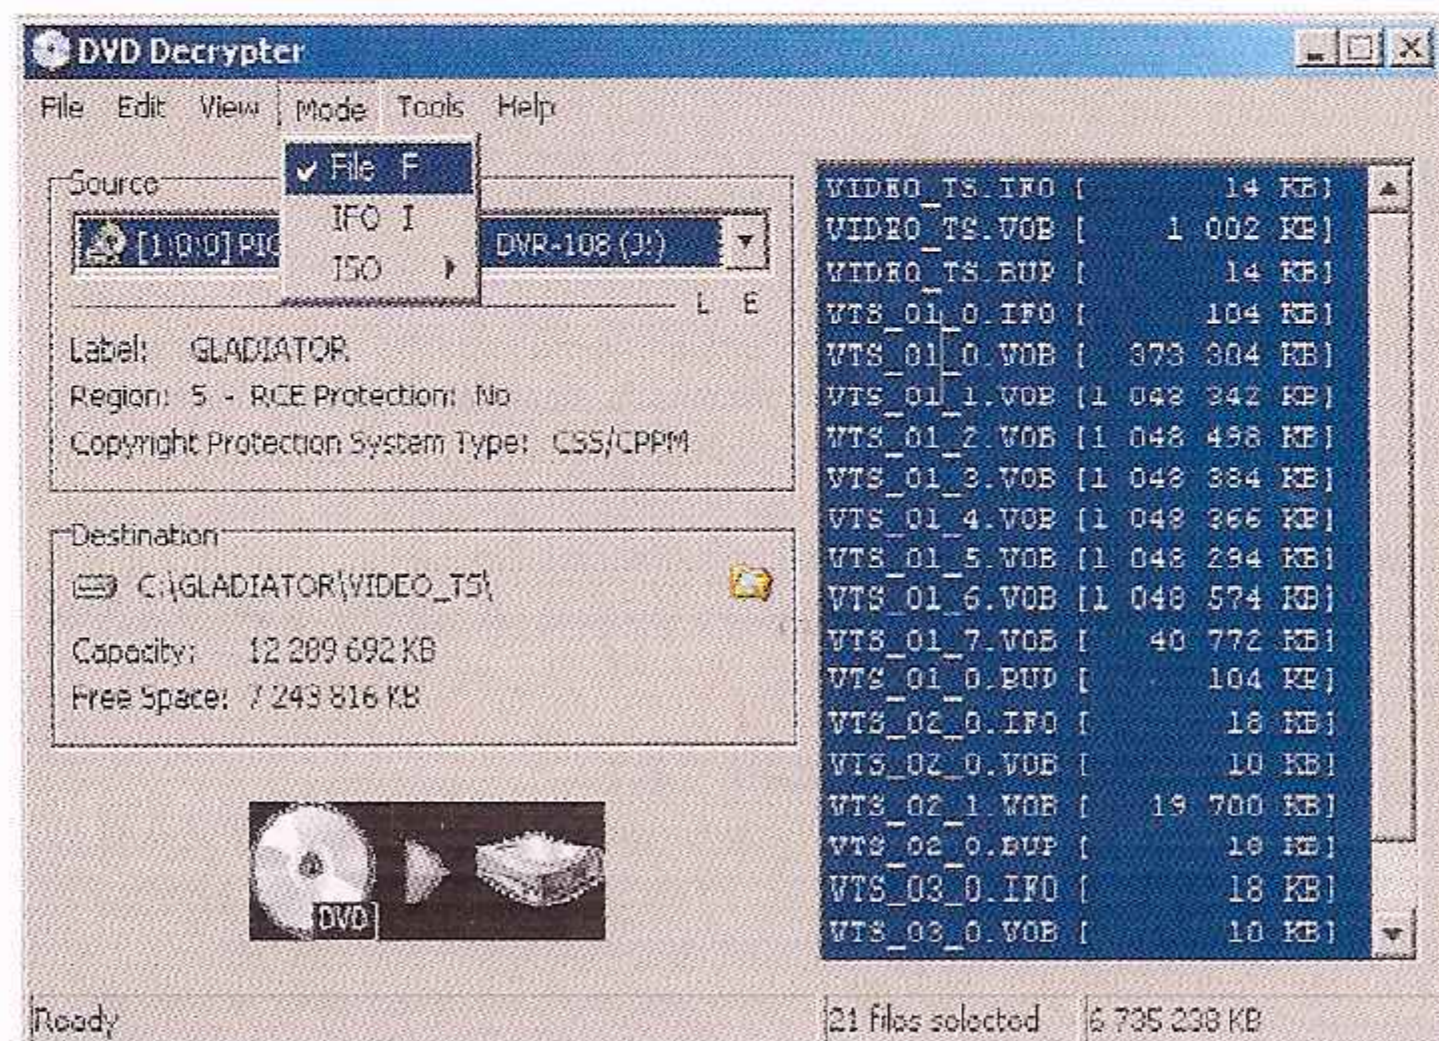 DVD Decrypter
File Edit View Mode Tools Help
File F
IFO I
ISO
Source
[1:0:0] PIO DVR-108 (J:)
L E
Label: GLADIATOR
Region: 5 - RCE Protection: No
Copyright Protection System Type: CSS/CPPM
Destination
C:\GLADIATOR\VIDEO_TS\
Capacity: 12 289 692 KB
Free Space: 7 243 816 KB
DVD
VIDEO_TS.IFO [ 14 KB]
VIDEO_TS.VOB [ 1 002 KB]
VIDEO_TS.BUP [ 14 KB]
VTS_01_0.IFO [ 104 KB]
VTS_01_0.VOB [ 373 304 KB]
VTS_01_1.VOB [1 048 342 KB]
VTS_01_2.VOB [1 048 498 KB]
VTS_01_3.VOB [1 048 384 KB]
VTS_01_4.VOB [1 048 366 KB]
VTS_01_5.VOB [1 048 294 KB]
VTS_01_6.VOB [1 048 574 KB]
VTS_01_7.VOB [ 40 772 KB]
VTS_01_0.BUP [ 104 KB]
VTS_02_0.IFO [ 18 KB]
VTS_02_0.VOB [ 10 KB]
VTS_02_1.VOB [ 19 700 KB]
VTS_02_0.BUP [ 18 KB]
VTS_03_0.IFO [ 18 KB]
VTS_03_0.VOB [ 10 KB]
Ready
21 files selected
6 735 238 KB